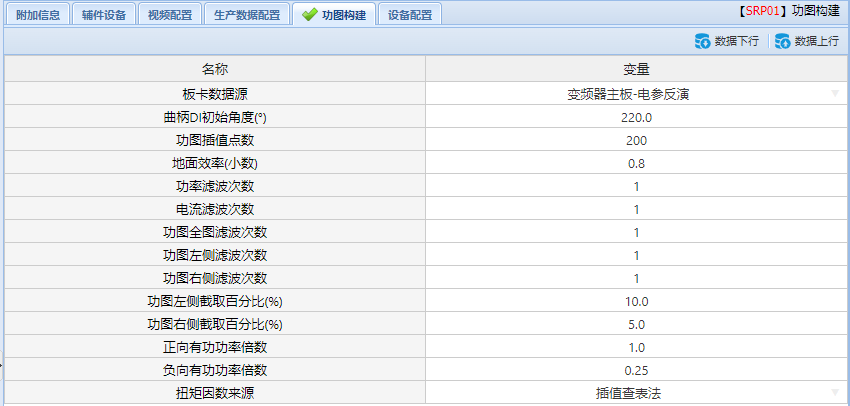 附加信息 辅件设备 视频配置 生产数据配置 功图构建 设备配置 【SRP01】功图构建
数据下行 数据上行
名称 变量
板卡数据源 变频器主板-电参反演
曲柄DI初始角度(°) 220.0
功图插值点数 200
地面效率(小数) 0.8
功率滤波次数 1
电流滤波次数 1
功图全图滤波次数 1
功图左侧滤波次数 1
功图右侧滤波次数 1
功图左侧截取百分比(%) 10.0
功图右侧截取百分比(%) 5.0
正向有功功率倍数 1.0
负向有功功率倍数 0.25
扭矩因数来源 插值查表法